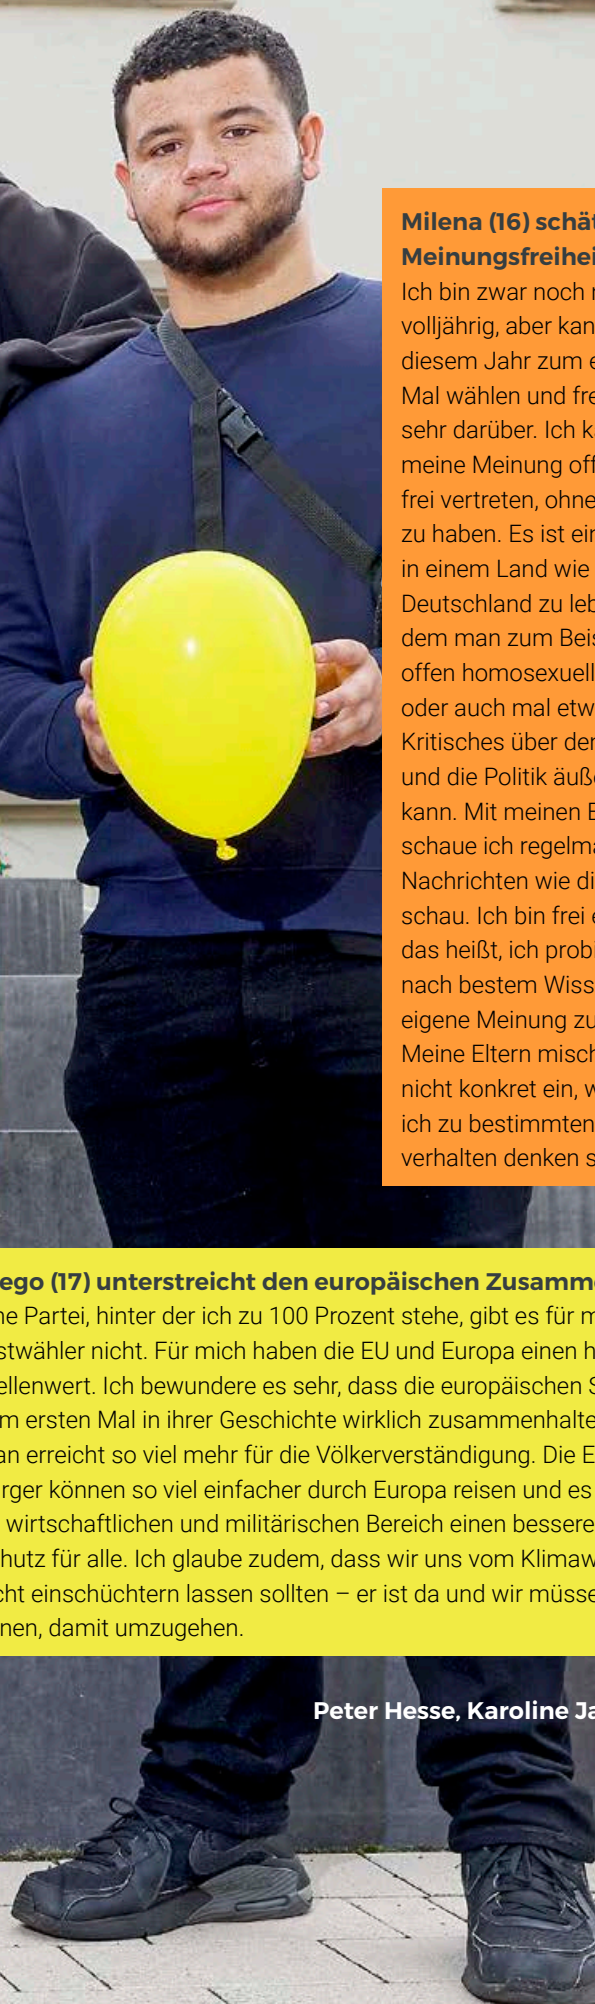 Milena (16) schät
Meinungsfreihei
Ich bin zwar noch
volljährig, aber kan
diesem Jahr zum e
Mal wählen und fre
sehr darüber. Ich k
meine Meinung off
frei vertreten, ohne
zu haben. Es ist ein
in einem Land wie
Deutschland zu leb
dem man zum Beis
offen homosexuell
oder auch mal etw
Kritisches über den
und die Politik äuß
kann. Mit meinen E
schaue ich regelmä
Nachrichten wie di
schau. Ich bin frei e
das heißt, ich prob
nach bestem Wiss
eigene Meinung zu
Meine Eltern misch
nicht konkret ein, w
ich zu bestimmten
verhalten denken s
ego (17) unterstreicht den europäischen Zusamm
ne Partei, hinter der ich zu 100 Prozent stehe, gibt es für m
stwähler nicht. Für mich haben die EU und Europa einen h
ellenwert. Ich bewundere es sehr, dass die europäischen S
m ersten Mal in ihrer Geschichte wirklich zusammenhalte
an erreicht so viel mehr für die Völkerverständigung. Die E
rger können so viel einfacher durch Europa reisen und es
wirtschaftlichen und militärischen Bereich einen bessere
hutz für alle. Ich glaube zudem, dass wir uns vom Klimaw
cht einschüchtern lassen sollten – er ist da und wir müsse
nen, damit umzugehen.
Peter Hesse, Karoline Ja